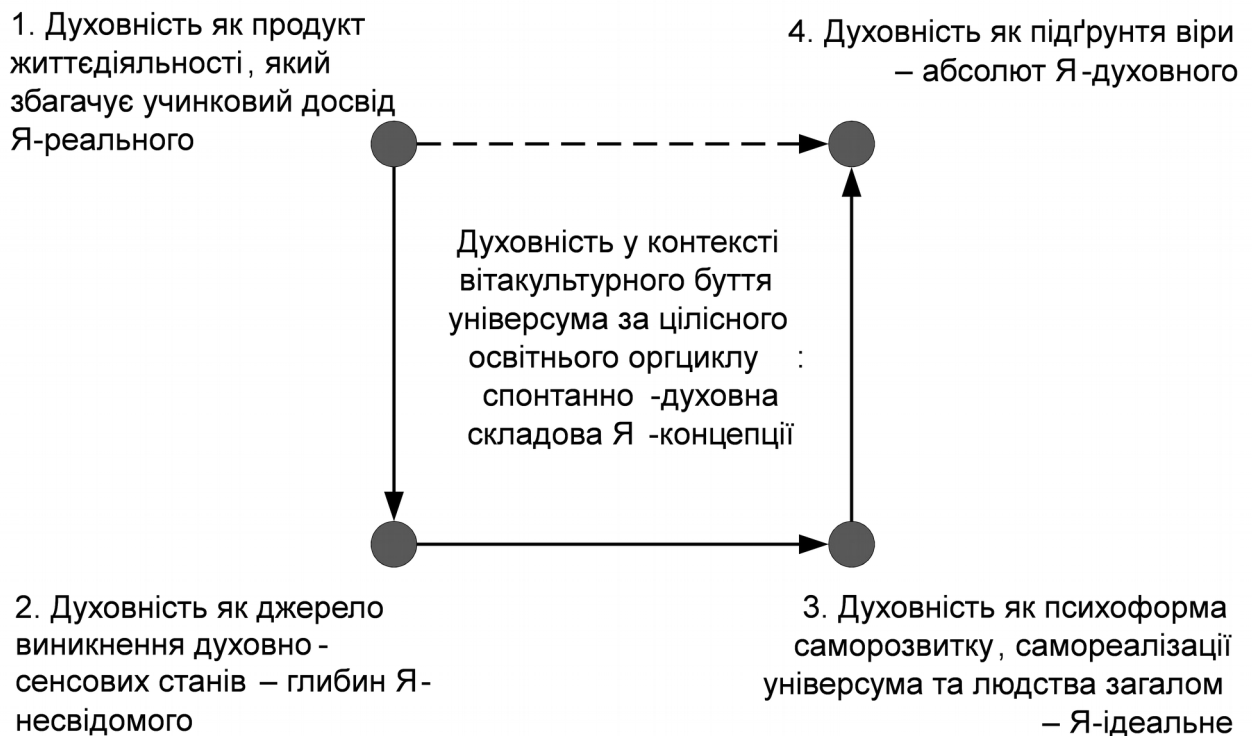 1. Духовність як продукт
життєдіяльності, який
збагачує учинковий досвід
Я-реального
4. Духовність як підґрунтя віри
– абсолют Я-духовного
Духовність у контексті
вітакультурного буття
універсума за цілісного
освітнього оргциклу :
спонтанно -духовна
складова Я -концепції
2. Духовність як джерело
виникнення духовно -
сенсових станів – глибин Я-
несвідомого
3. Духовність як психоформа
саморозвитку, самореалізації
універсума та людства загалом
– Я-ідеальне